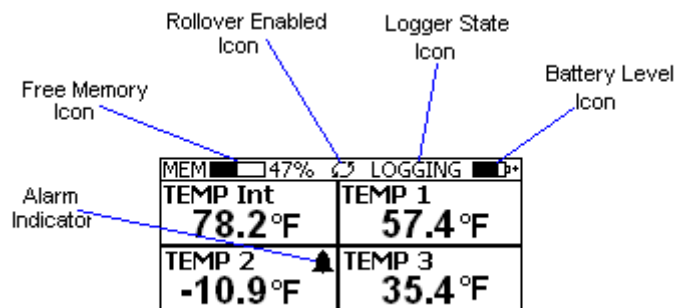 Rollover Enabled
Icon
Logger State
Icon
Free Memory
Icon
Battery Level
Icon
MEM 47% LOGGING
Alarm
Indicator
TEMP Int
78.2°F
TEMP 1
57.4°F
TEMP 2
-10.9°F
TEMP 3
35.4°F